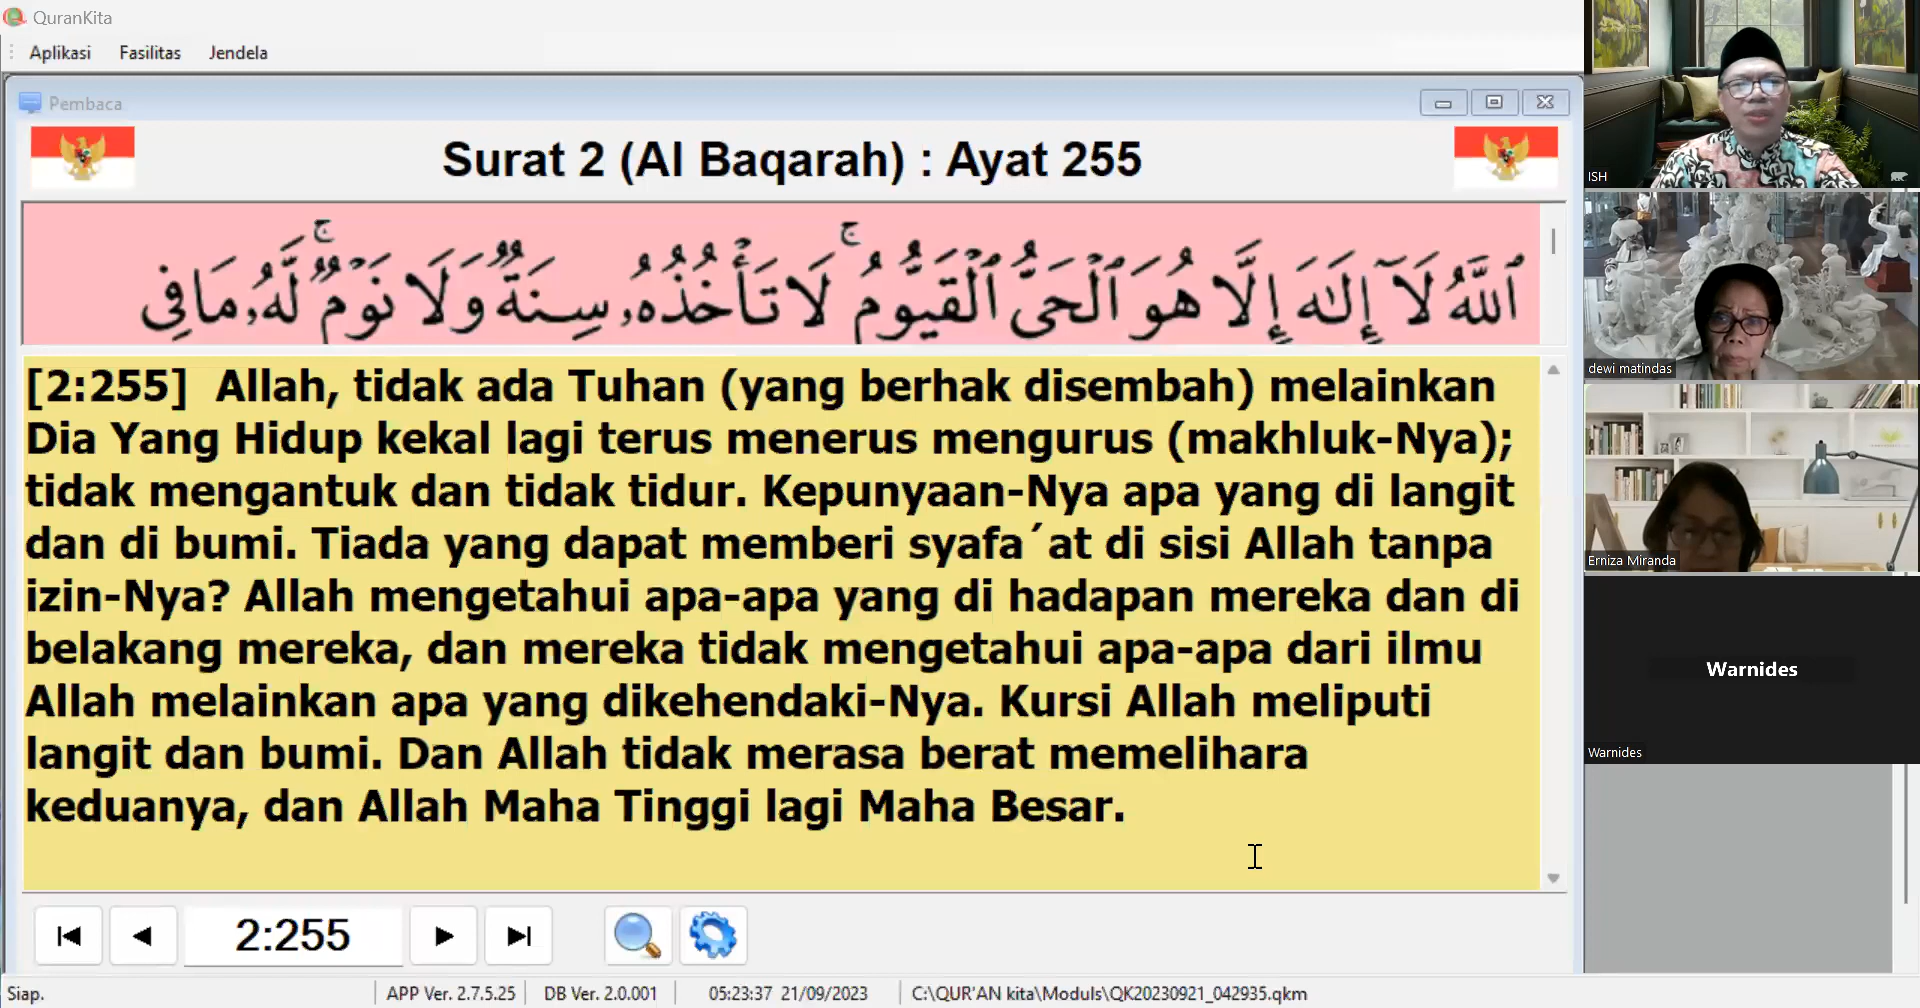 QuranKita
Aplikasi Fasilitas Jendela
Pembaca
Surat 2 (Al Baqarah) : Ayat 255
ٱللَّهُ لَآ إِلَـٰهَ إِلَّا هُوَ ٱلْحَىُّ ٱلْقَيُّومُ ۚ لَا تَأْخُذُهُۥ سِنَةٌ وَلَا نَوْمٌ ۚ لَّهُۥ مَا فِى
[2:255] Allah, tidak ada Tuhan (yang berhak disembah) melainkan
Dia Yang Hidup kekal lagi terus menerus mengurus (makhluk-Nya);
tidak mengantuk dan tidak tidur. Kepunyaan-Nya apa yang di langit
dan di bumi. Tiada yang dapat memberi syafa´at di sisi Allah tanpa
izin-Nya? Allah mengetahui apa-apa yang di hadapan mereka dan di
belakang mereka, dan mereka tidak mengetahui apa-apa dari ilmu
Allah melainkan apa yang dikehendaki-Nya. Kursi Allah meliputi
langit dan bumi. Dan Allah tidak merasa berat memelihara
keduanya, dan Allah Maha Tinggi lagi Maha Besar.
2:255
Siap. APP Ver. 2.7.5.25 DB Ver. 2.0.001 05:23:37 21/09/2023 C:\QUR'AN kita\Moduls\QK20230921_042935.qkm
ISH
dewi matindas
Erniza Miranda
Warnides
Warnides